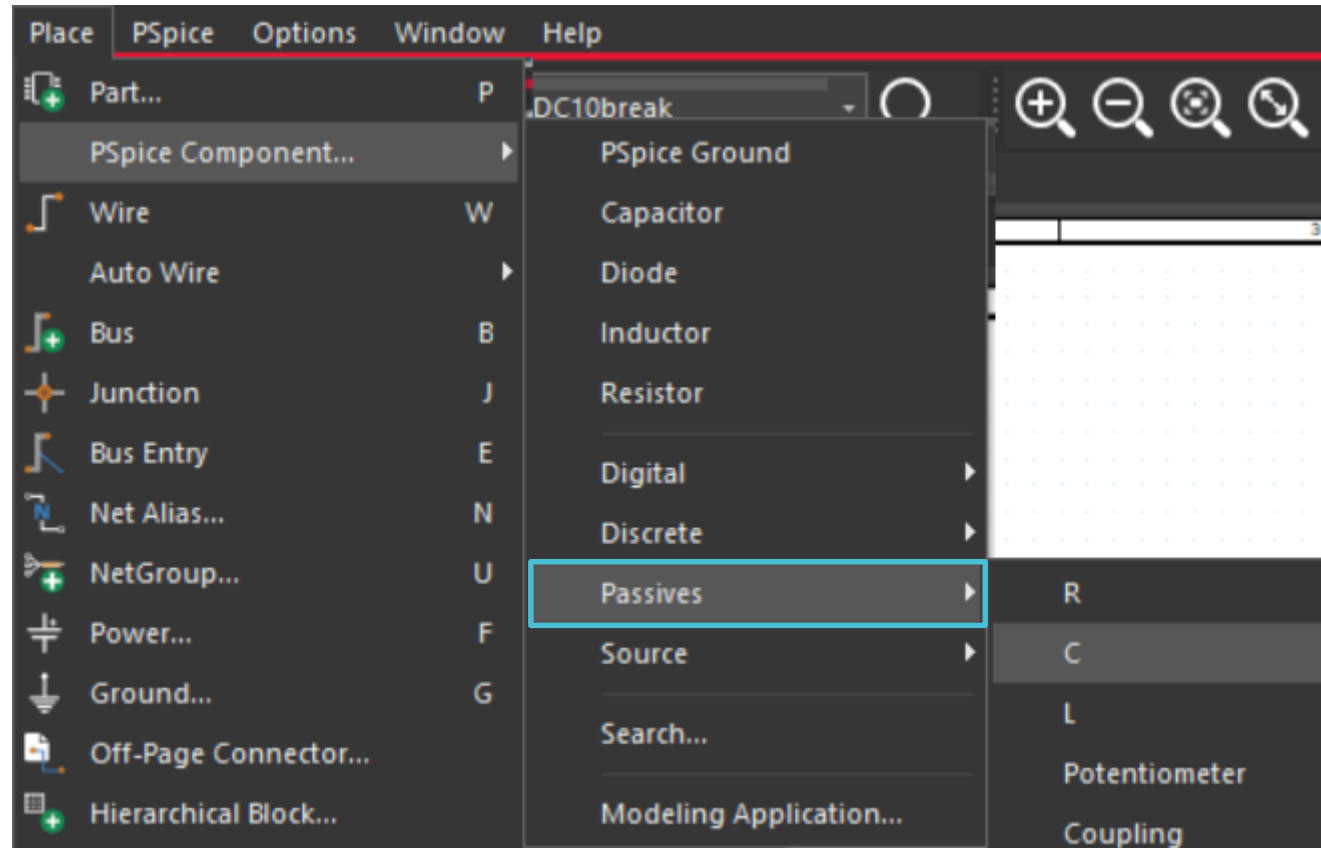 Place PSpice Options Window Help
Part... P
PSpice Component...
Wire W
Auto Wire
Bus B
Junction J
Bus Entry E
Net Alias... N
NetGroup... U
Power... F
Ground... G
Off-Page Connector...
Hierarchical Block...
DC10break
PSpice Ground
Capacitor
Diode
Inductor
Resistor
Digital
Discrete
Passives
Source
Search...
Modeling Application...
R
C
L
Potentiometer
Coupling
3